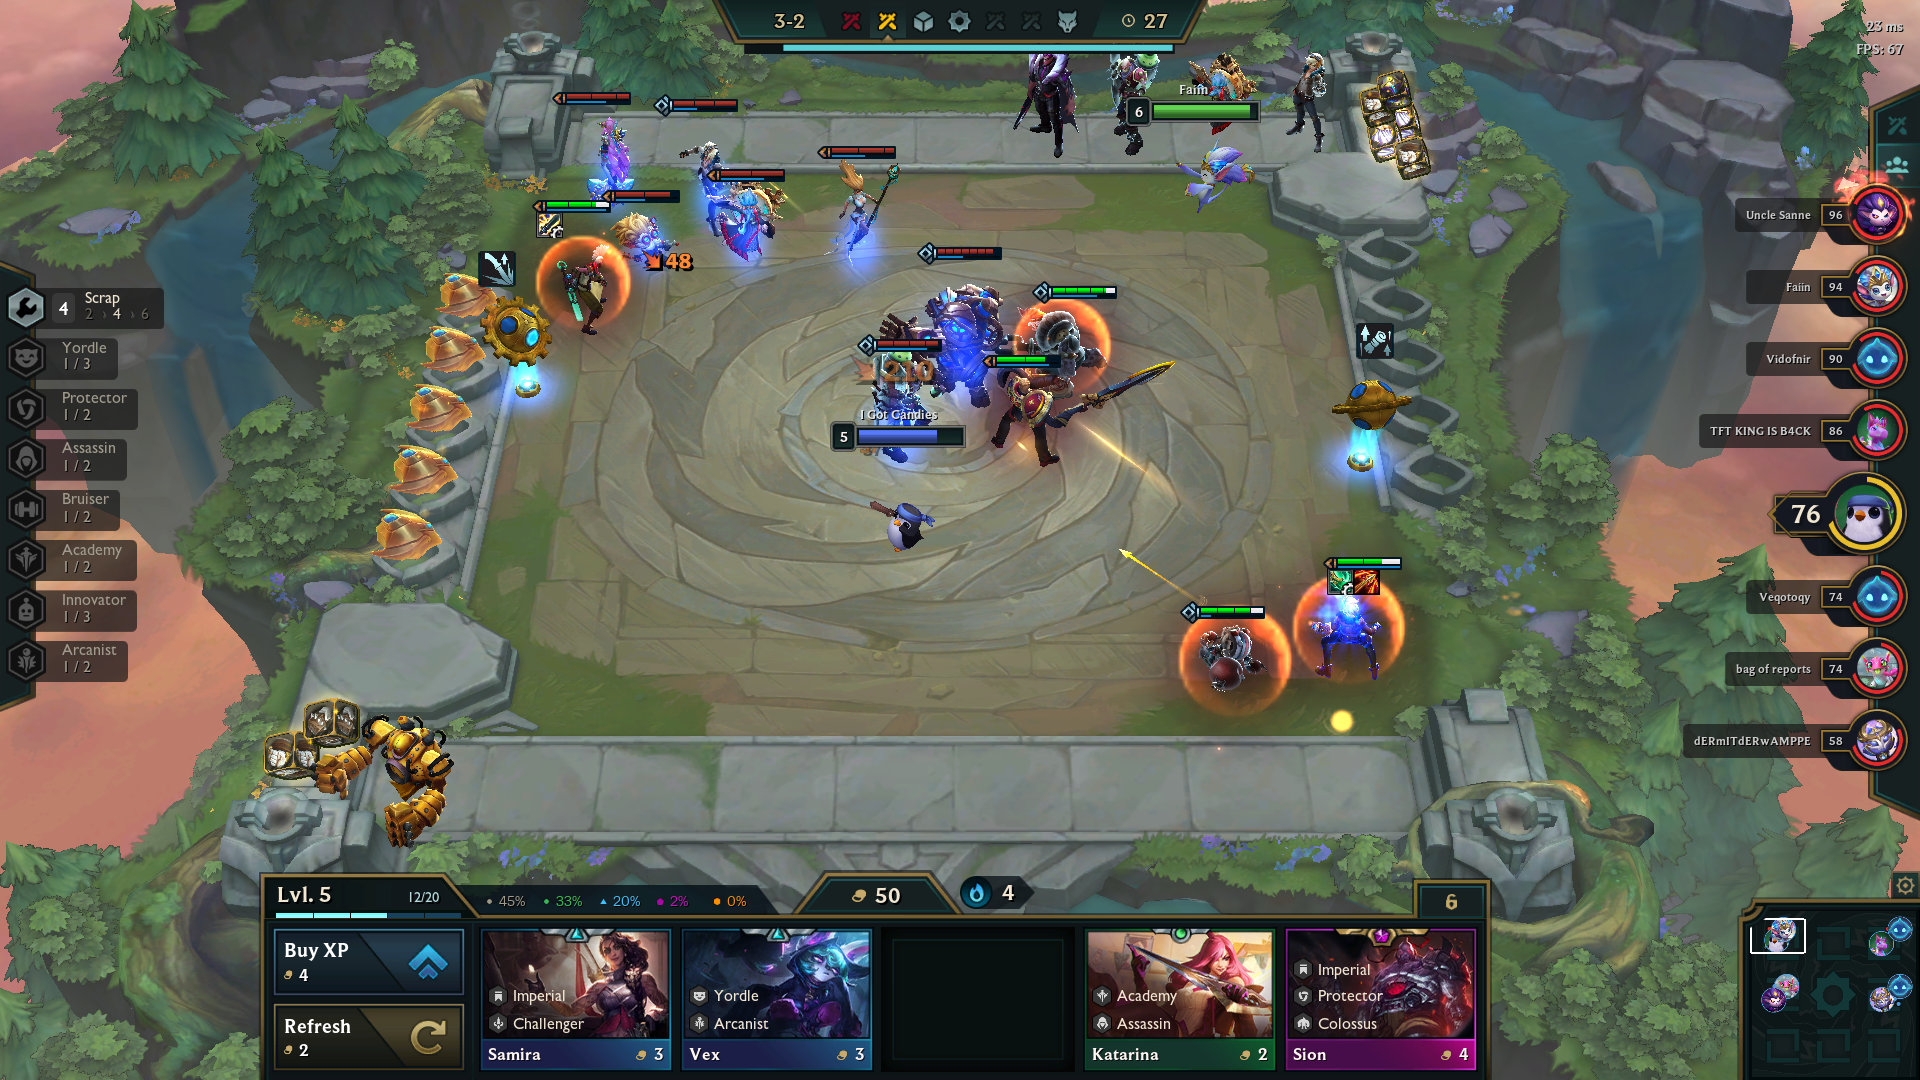 3-2
27
23 ms
FPS: 67
Faiin
6
48
210
I Got Candies
5
4
Scrap
2 › 4 › 6
Yordle
1 / 3
Protector
1 / 2
Assassin
1 / 2
Bruiser
1 / 2
Academy
1 / 2
Innovator
1 / 3
Arcanist
1 / 2
Uncle Sanne 96
Faiin 94
Vidofnir 90
TFT KING IS B4CK 86
76
Veqotoqy 74
bag of reports 74
dERmITdERwAMPPE 58
Lvl. 5 12/20
45% 33% 20% 2% 0%
50
4
6
Buy XP
4
Refresh
2
Imperial
Challenger
Samira 3
Yordle
Arcanist
Vex 3
Academy
Assassin
Katarina 2
Imperial
Protector
Colossus
Sion 4